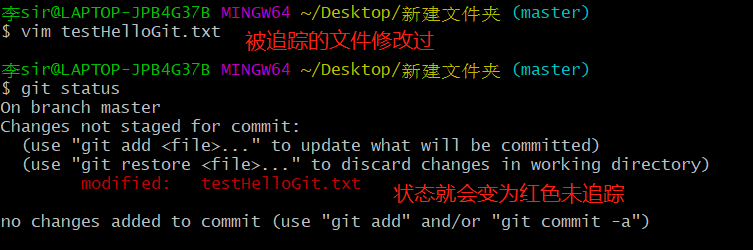 李sir@LAPTOP-JPB4G37B MINGW64 ~/Desktop/新建文件夹 (master)
$ vim testHelloGit.txt 被追踪的文件修改过
李sir@LAPTOP-JPB4G37B MINGW64 ~/Desktop/新建文件夹 (master)
$ git status
On branch master
Changes not staged for commit:
  (use "git add <file>..." to update what will be committed)
  (use "git restore <file>..." to discard changes in working directory)
        modified:   testHelloGit.txt 状态就会变为红色未追踪
no changes added to commit (use "git add" and/or "git commit -a")